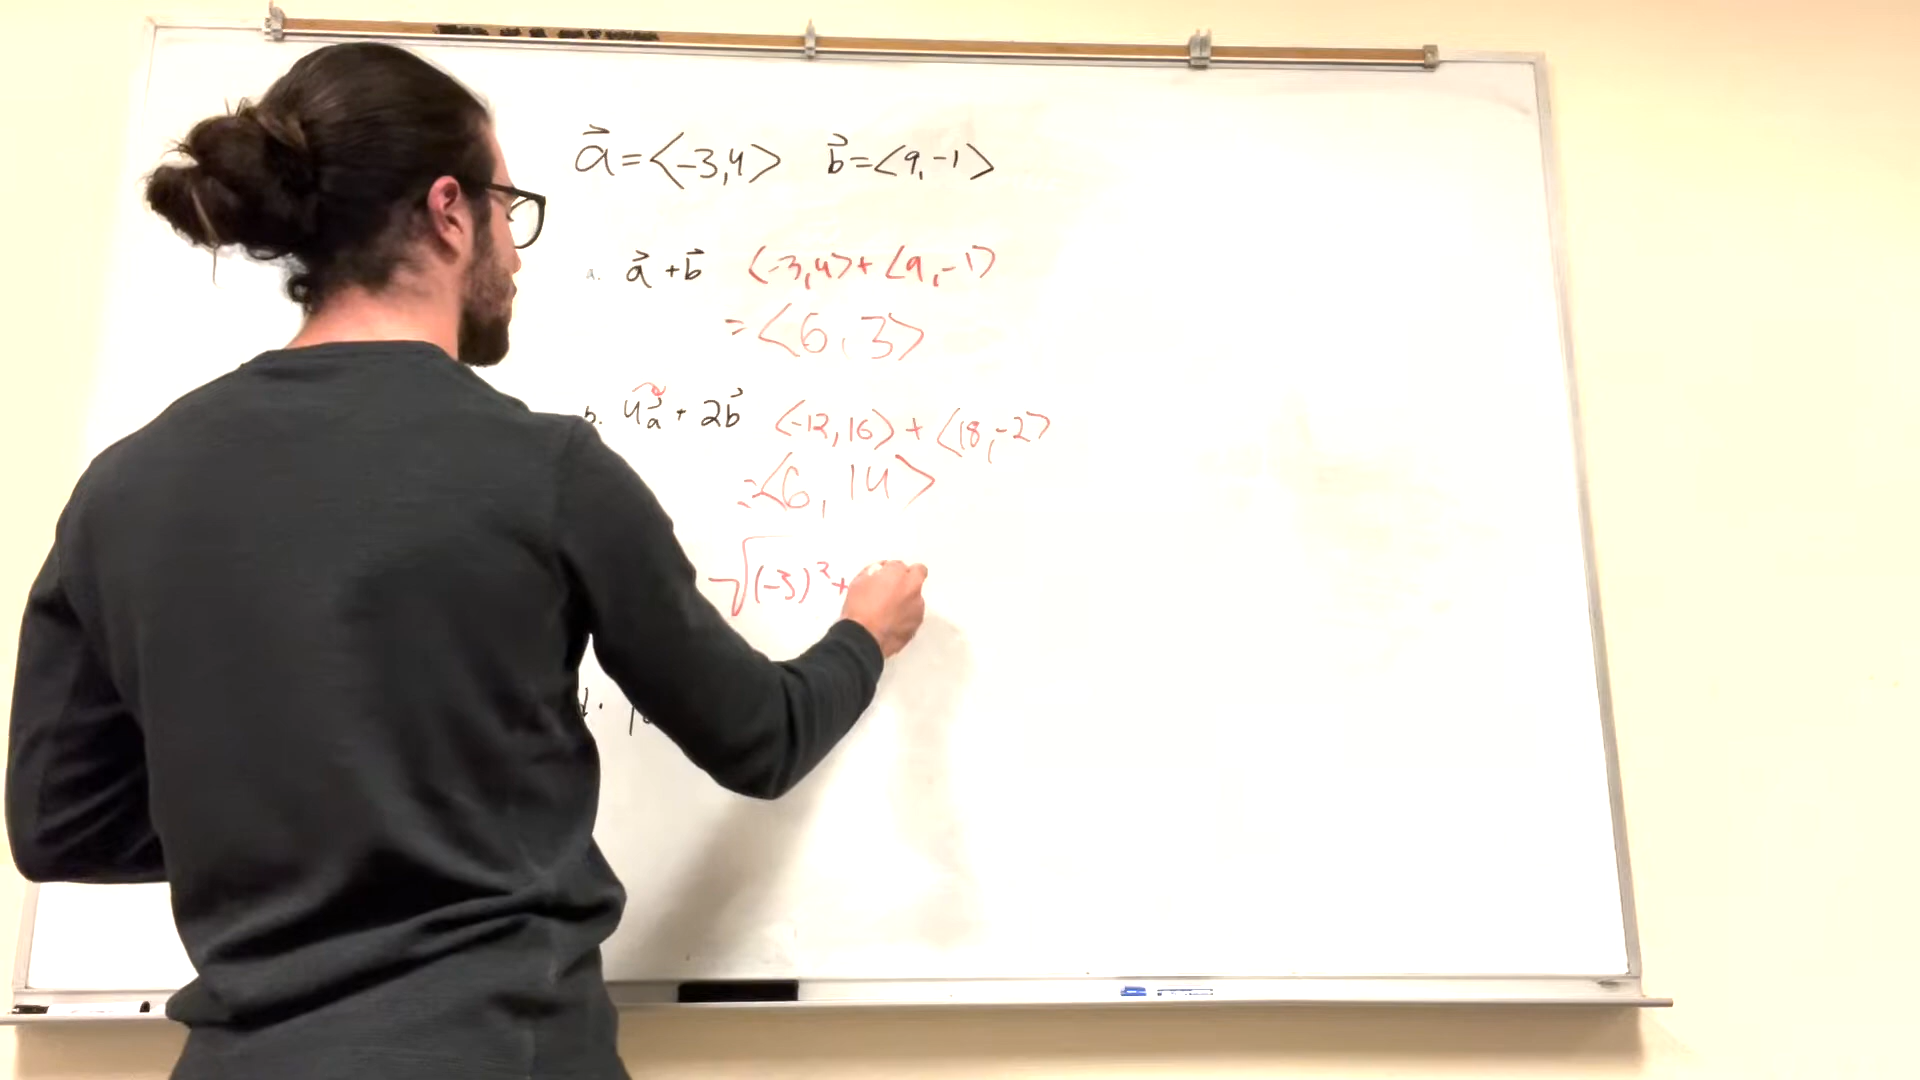 a⃗ = ⟨-3,4⟩ b⃗ = ⟨9,-1⟩
a. a⃗ + b⃗ ⟨-3,4⟩ + ⟨9,-1⟩
= ⟨6,3⟩
b. 4a⃗ + 2b⃗ ⟨-12,16⟩ + ⟨18,-2⟩
= ⟨6,14⟩
√(-3)² +
d.